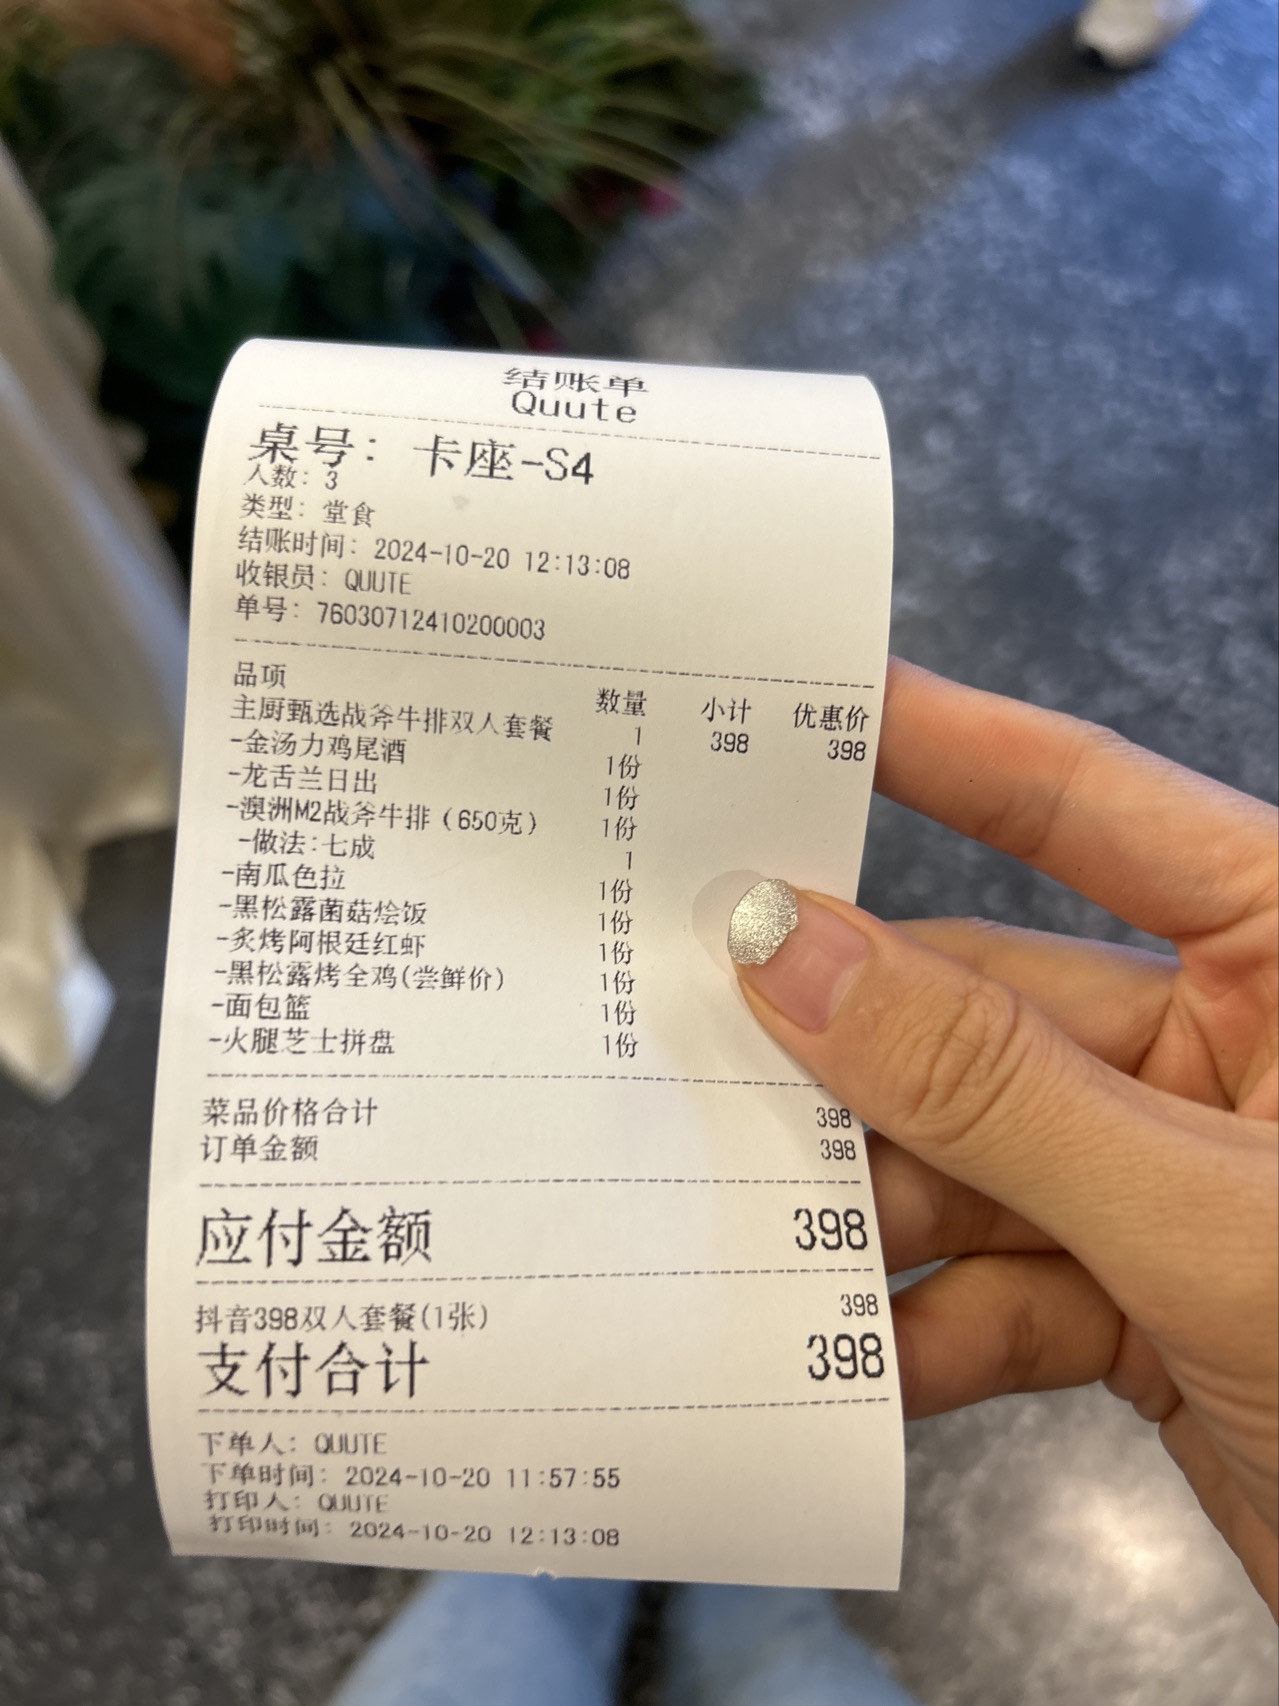 结账单
Quute
桌号: 卡座-S4
人数: 3
类型: 堂食
结账时间: 2024-10-20 12:13:08
收银员: QUUTE
单号: 76030712410200003
品项 数量 小计 优惠价
主厨甄选战斧牛排双人套餐 1 398 398
-金汤力鸡尾酒 1份
-龙舌兰日出 1份
-澳洲M2战斧牛排（650克） 1份
-做法:七成 1
-南瓜色拉 1份
-黑松露菌菇烩饭 1份
-炙烤阿根廷红虾 1份
-黑松露烤全鸡(尝鲜价) 1份
-面包篮 1份
-火腿芝士拼盘 1份
菜品价格合计 398
订单金额 398
应付金额 398
抖音398双人套餐(1张) 398
支付合计 398
下单人: QUUTE
下单时间: 2024-10-20 11:57:55
打印人: QUUTE
打印时间: 2024-10-20 12:13:08